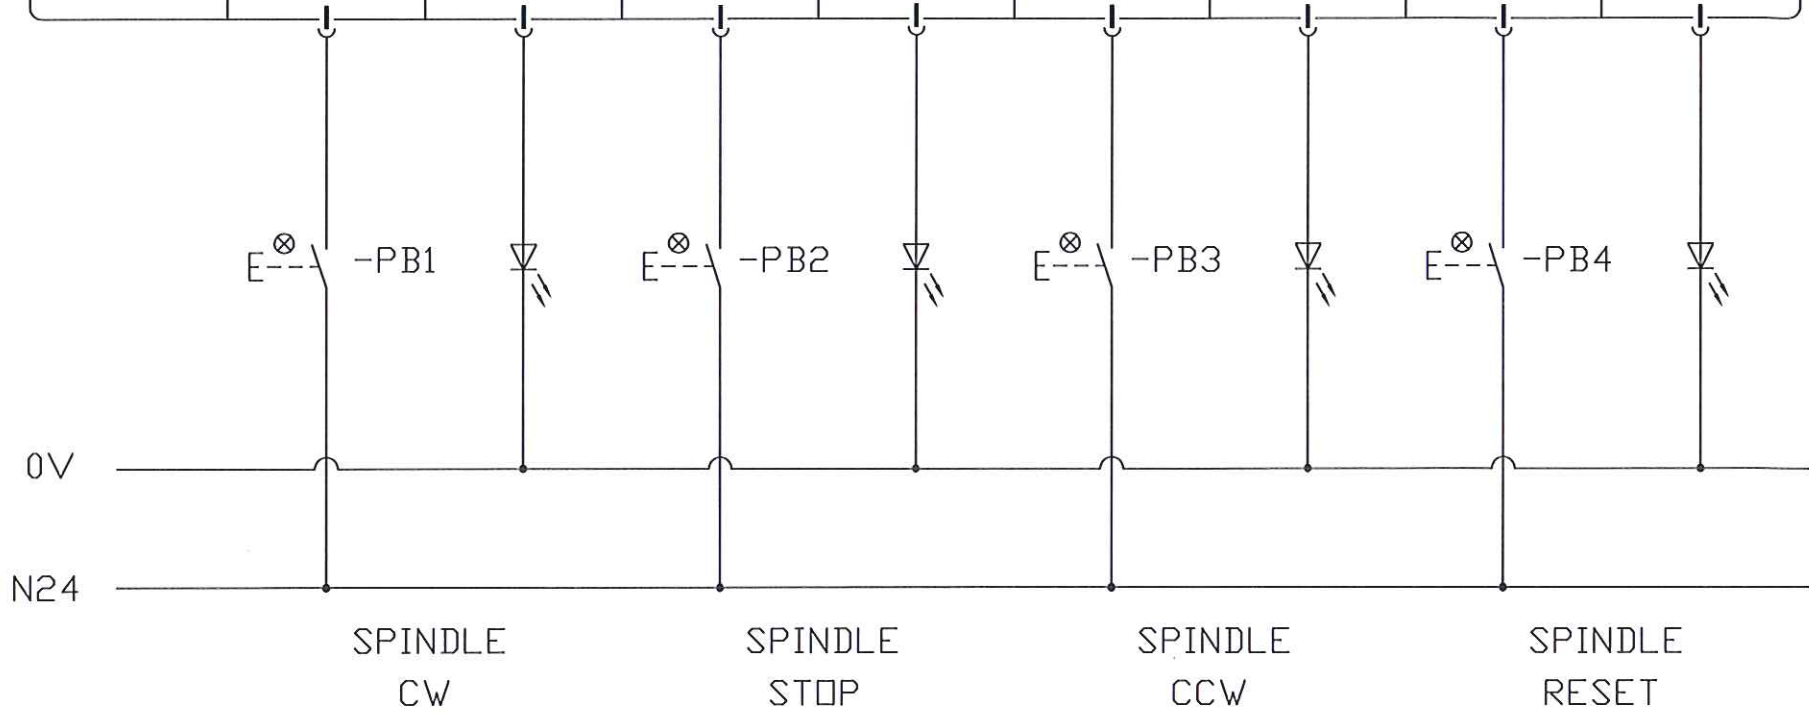 -PB1
-PB2
-PB3
-PB4
0V
N24
SPINDLE
CW
SPINDLE
STOP
SPINDLE
CCW
SPINDLE
RESET